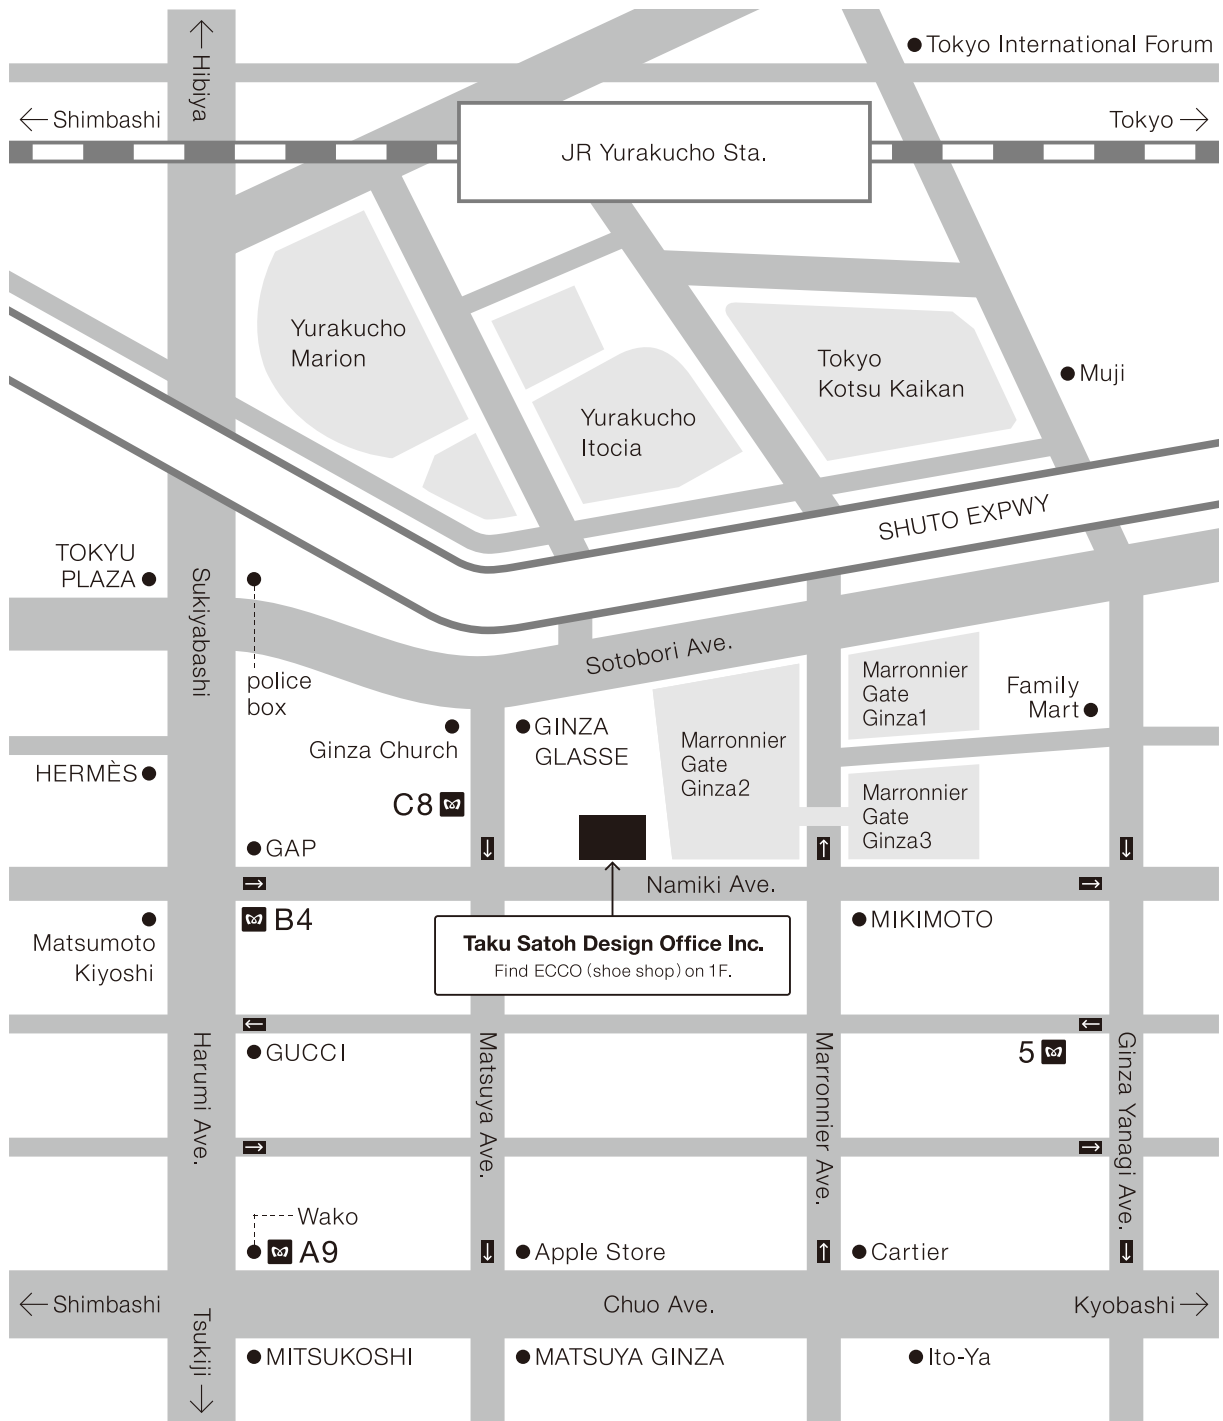 Hibiya
Tokyo International Forum
Shimbashi
Tokyo
JR Yurakucho Sta.
Yurakucho
Marion
Tokyo
Kotsu Kaikan
Muji
Yurakucho
Itocia
SHUTO EXPWY
TOKYU
PLAZA
Sukiyabashi
police
box
Sotobori Ave.
Marronnier
Gate
Ginza1
Family
Mart
Ginza Church
GINZA
GLASSE
Marronnier
Gate
Ginza2
HERMÈS
C8
Marronnier
Gate
Ginza3
GAP
Namiki Ave.
B4
Matsumoto
Kiyoshi
Taku Satoh Design Office Inc.
Find ECCO (shoe shop) on 1F.
MIKIMOTO
GUCCI
5
Harumi Ave.
Matsuya Ave.
Marronnier Ave.
Ginza Yanagi Ave.
Wako
A9
Apple Store
Cartier
Shimbashi
Chuo Ave.
Kyobashi
Tsukiji
MITSUKOSHI
MATSUYA GINZA
Ito-Ya